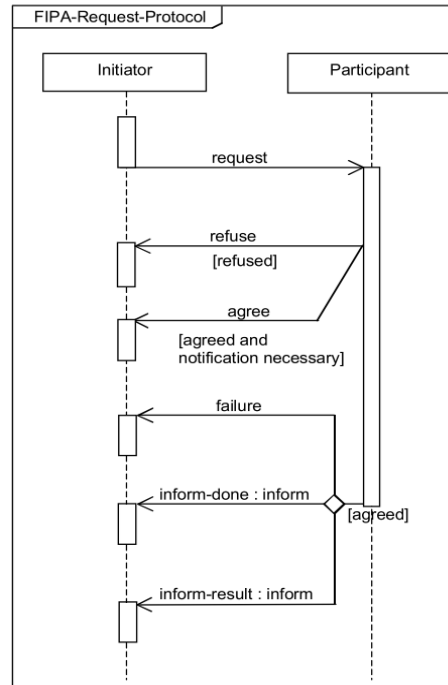 FIPA-Request-Protocol
Initiator
Participant
request
refuse
[refused]
agree
[agreed and
notification necessary]
failure
inform-done : inform
[agreed]
inform-result : inform